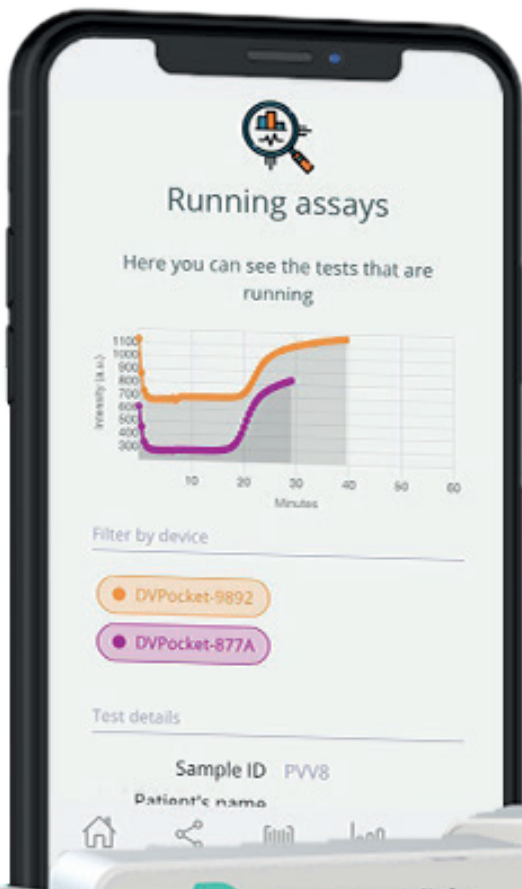 Running assays
Here you can see the tests that are
running
Intensity (a.u.)
1100
1000
900
800
700
600
500
400
300
10 20 30 40 50 60
Minutes
Filter by device
DVPocket-9892
DVPocket-877A
Test details
Sample ID PVV8
Patient's name